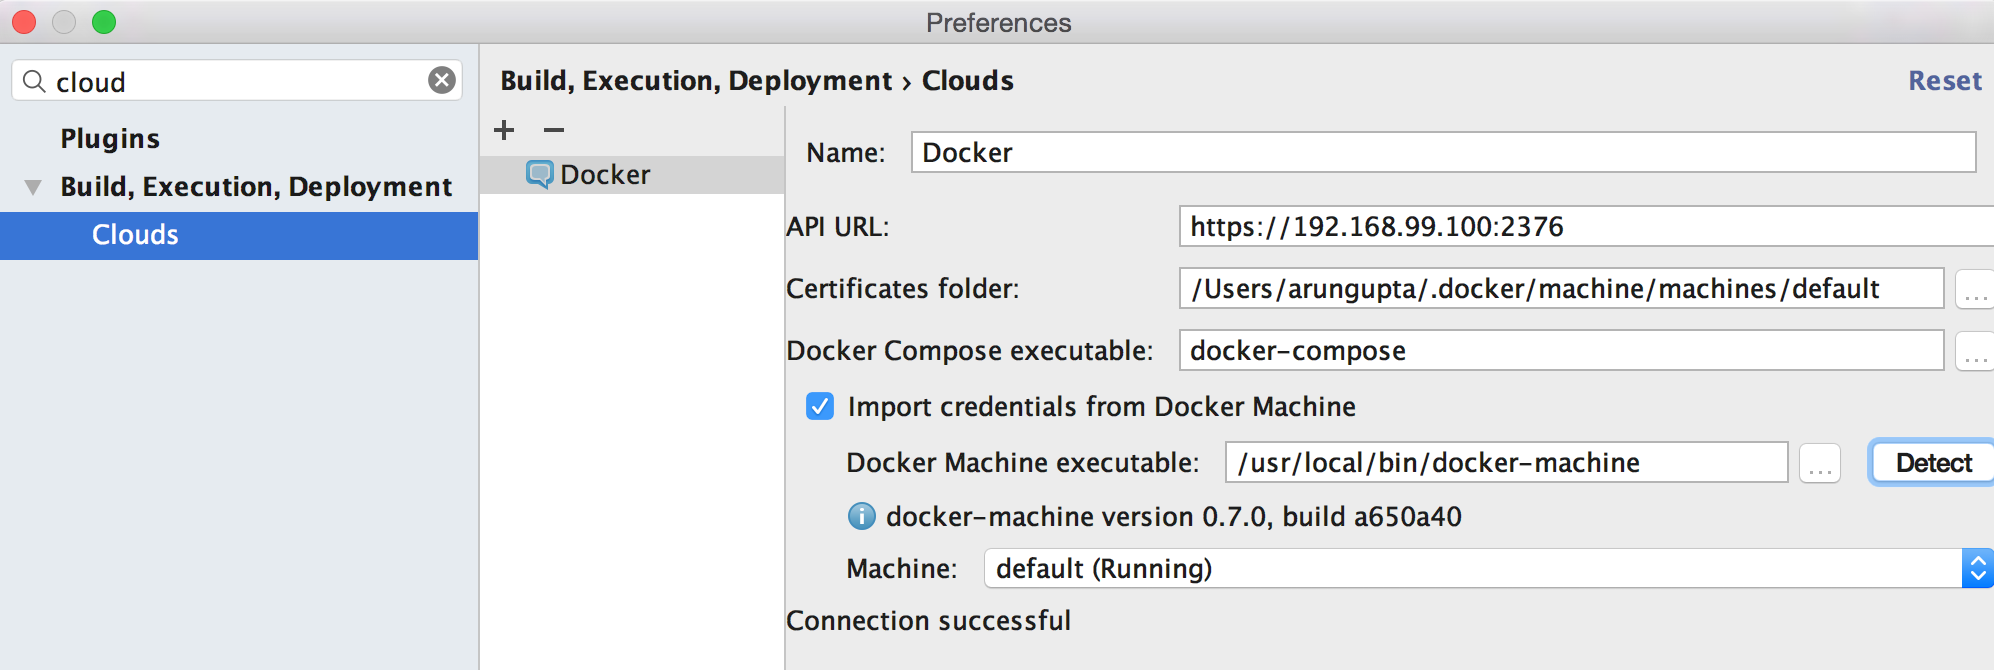 Preferences
cloud
Plugins
Build, Execution, Deployment
Clouds
Build, Execution, Deployment › Clouds
Reset
Docker
Name: Docker
API URL: https://192.168.99.100:2376
Certificates folder: /Users/arungupta/.docker/machine/machines/default ...
Docker Compose executable: docker-compose ...
Import credentials from Docker Machine
Docker Machine executable: /usr/local/bin/docker-machine ... Detect
docker-machine version 0.7.0, build a650a40
Machine: default (Running)
Connection successful